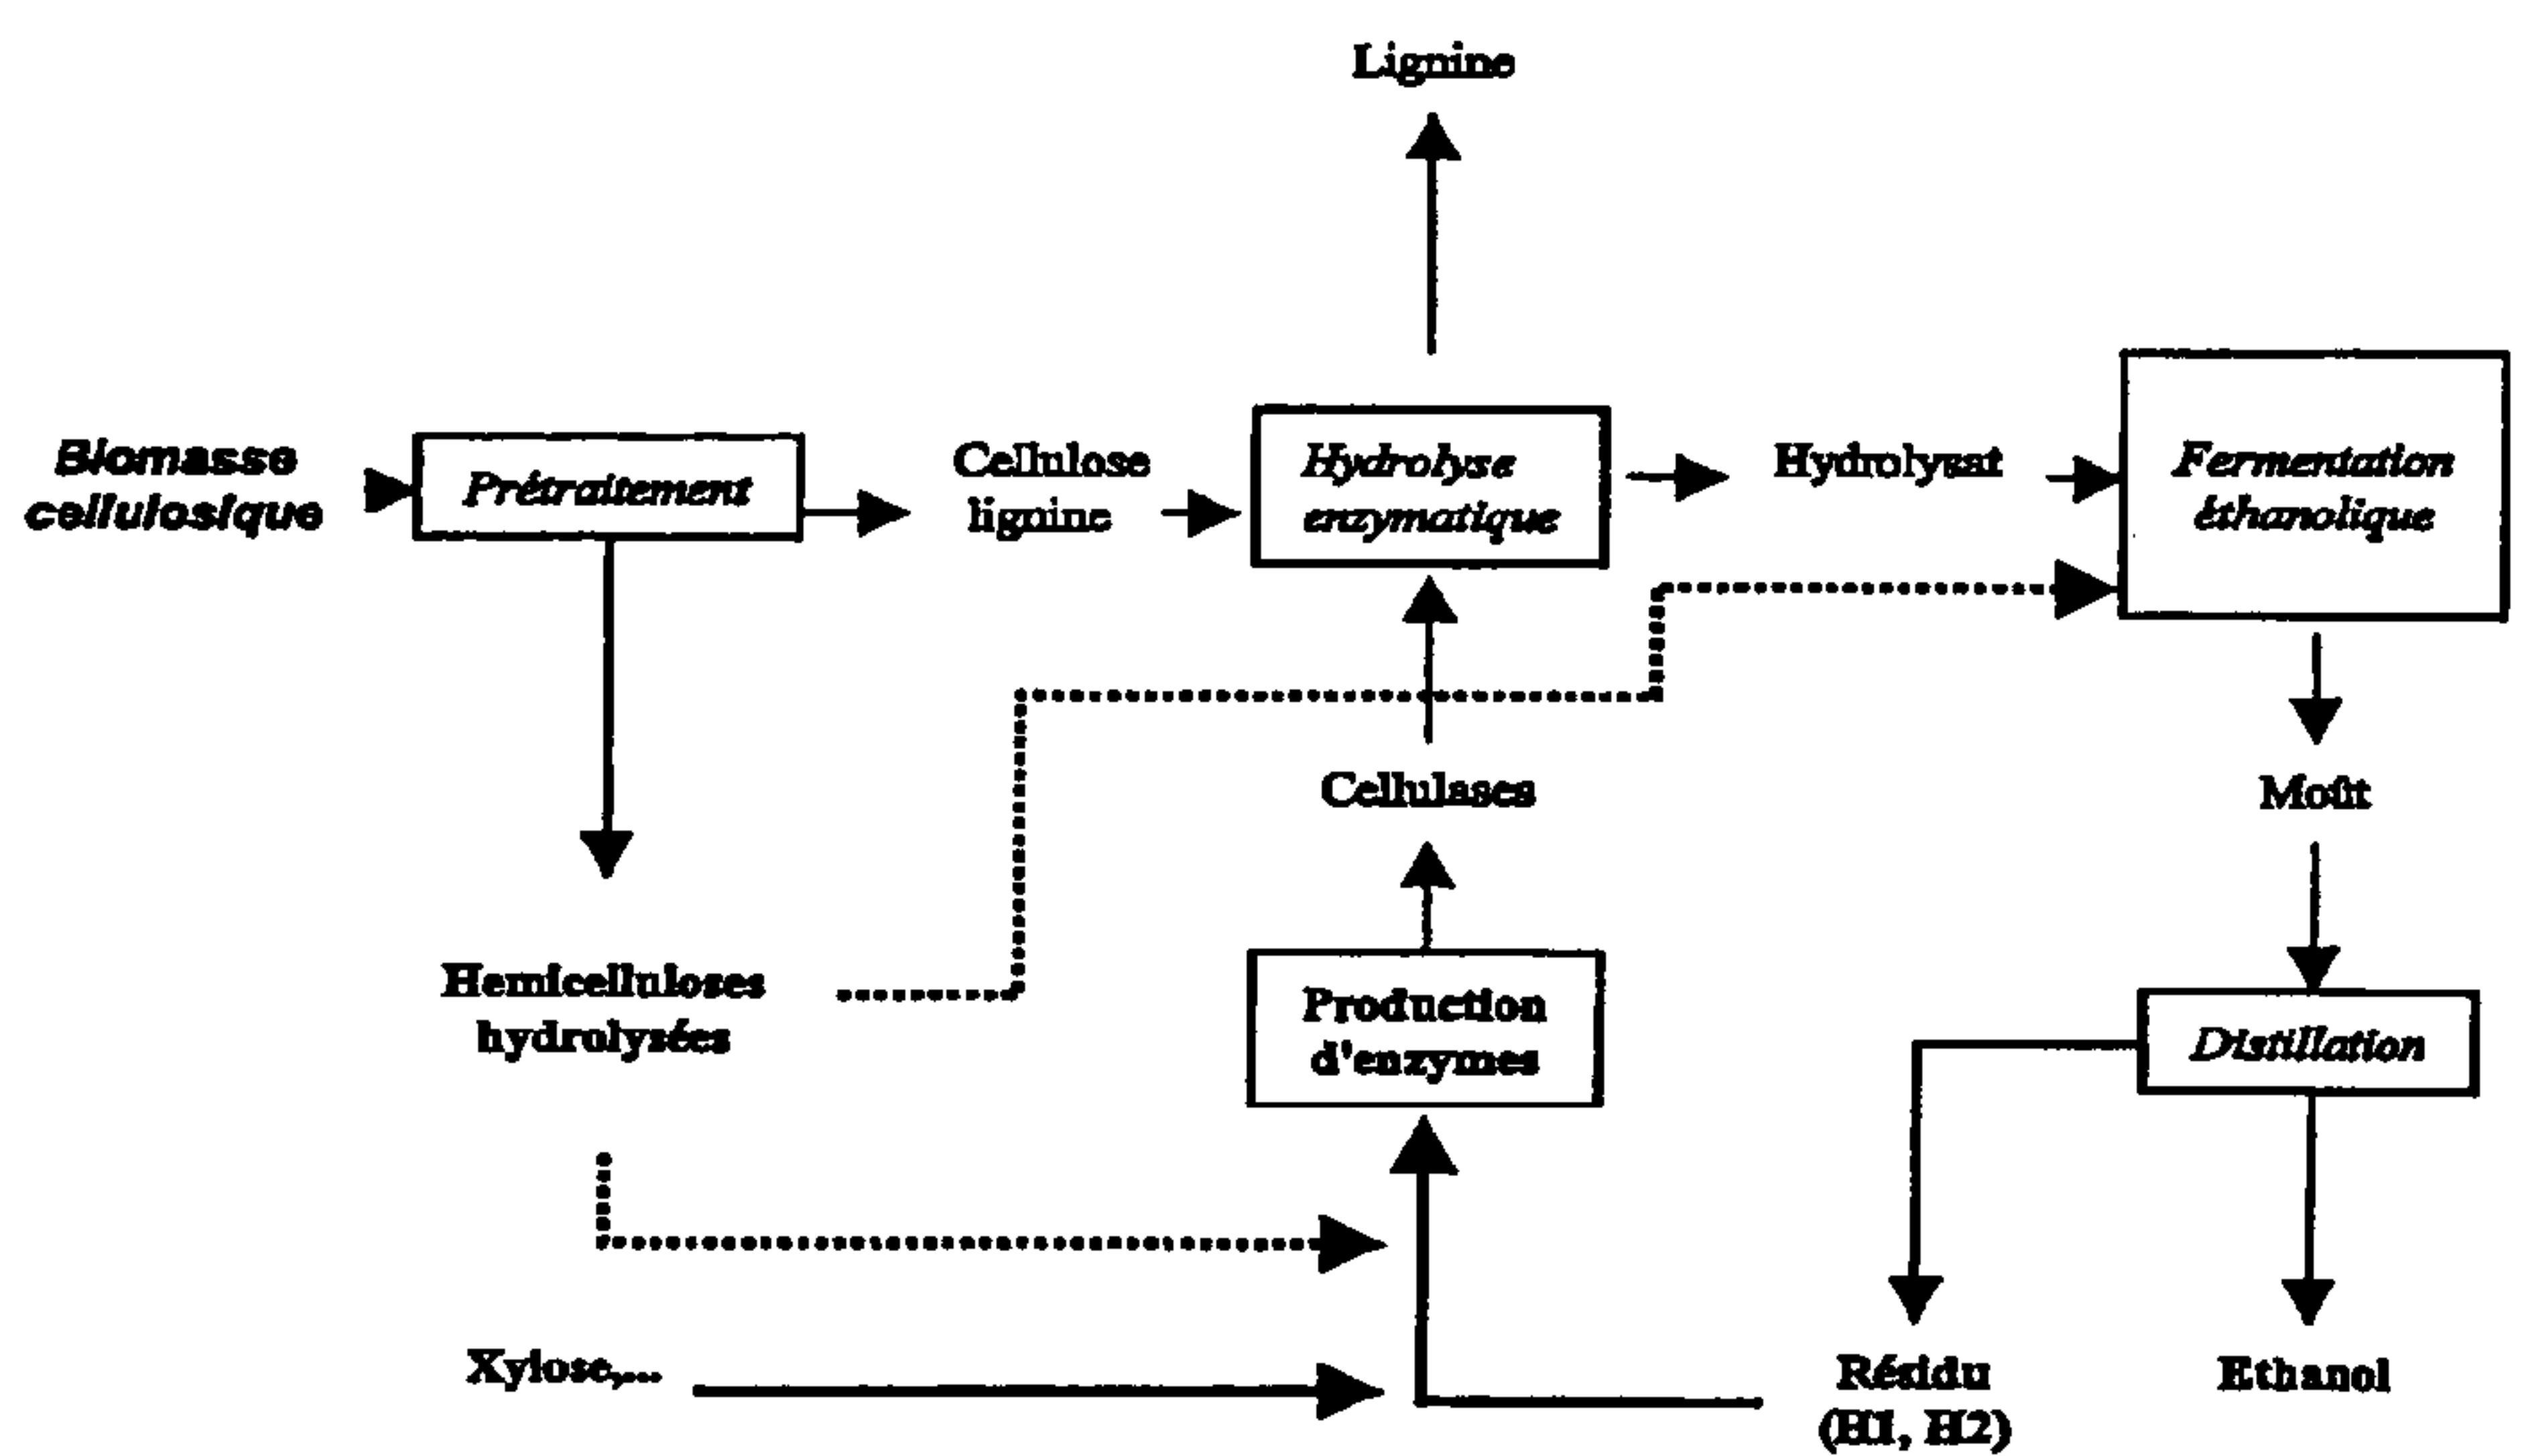 Lignine
Biomasse
cellulosique
Prétraitement
Cellulose
lignine
Hydrolyse
enzymatique
Hydrolysat
Fermentation
éthanolique
Cellulases
Moût
Hemicelluloses
hydrolysées
Production
d'enzymes
Distillation
Xylose,...
Résidu
(H1, H2)
Ethanol